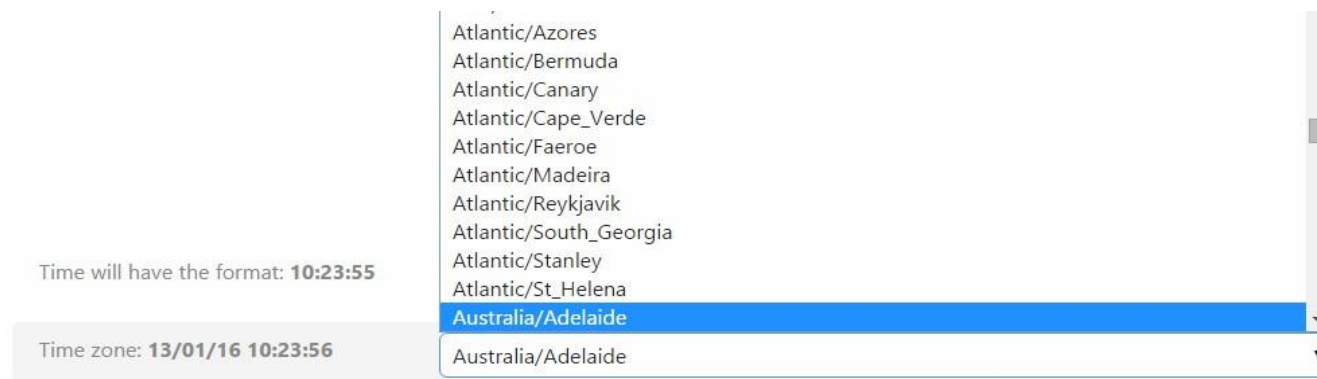 Atlantic/Azores
Atlantic/Bermuda
Atlantic/Canary
Atlantic/Cape_Verde
Atlantic/Faeroe
Atlantic/Madeira
Atlantic/Reykjavik
Atlantic/South_Georgia
Atlantic/Stanley
Atlantic/St_Helena
Australia/Adelaide
Time will have the format: 10:23:55
Time zone: 13/01/16 10:23:56
Australia/Adelaide